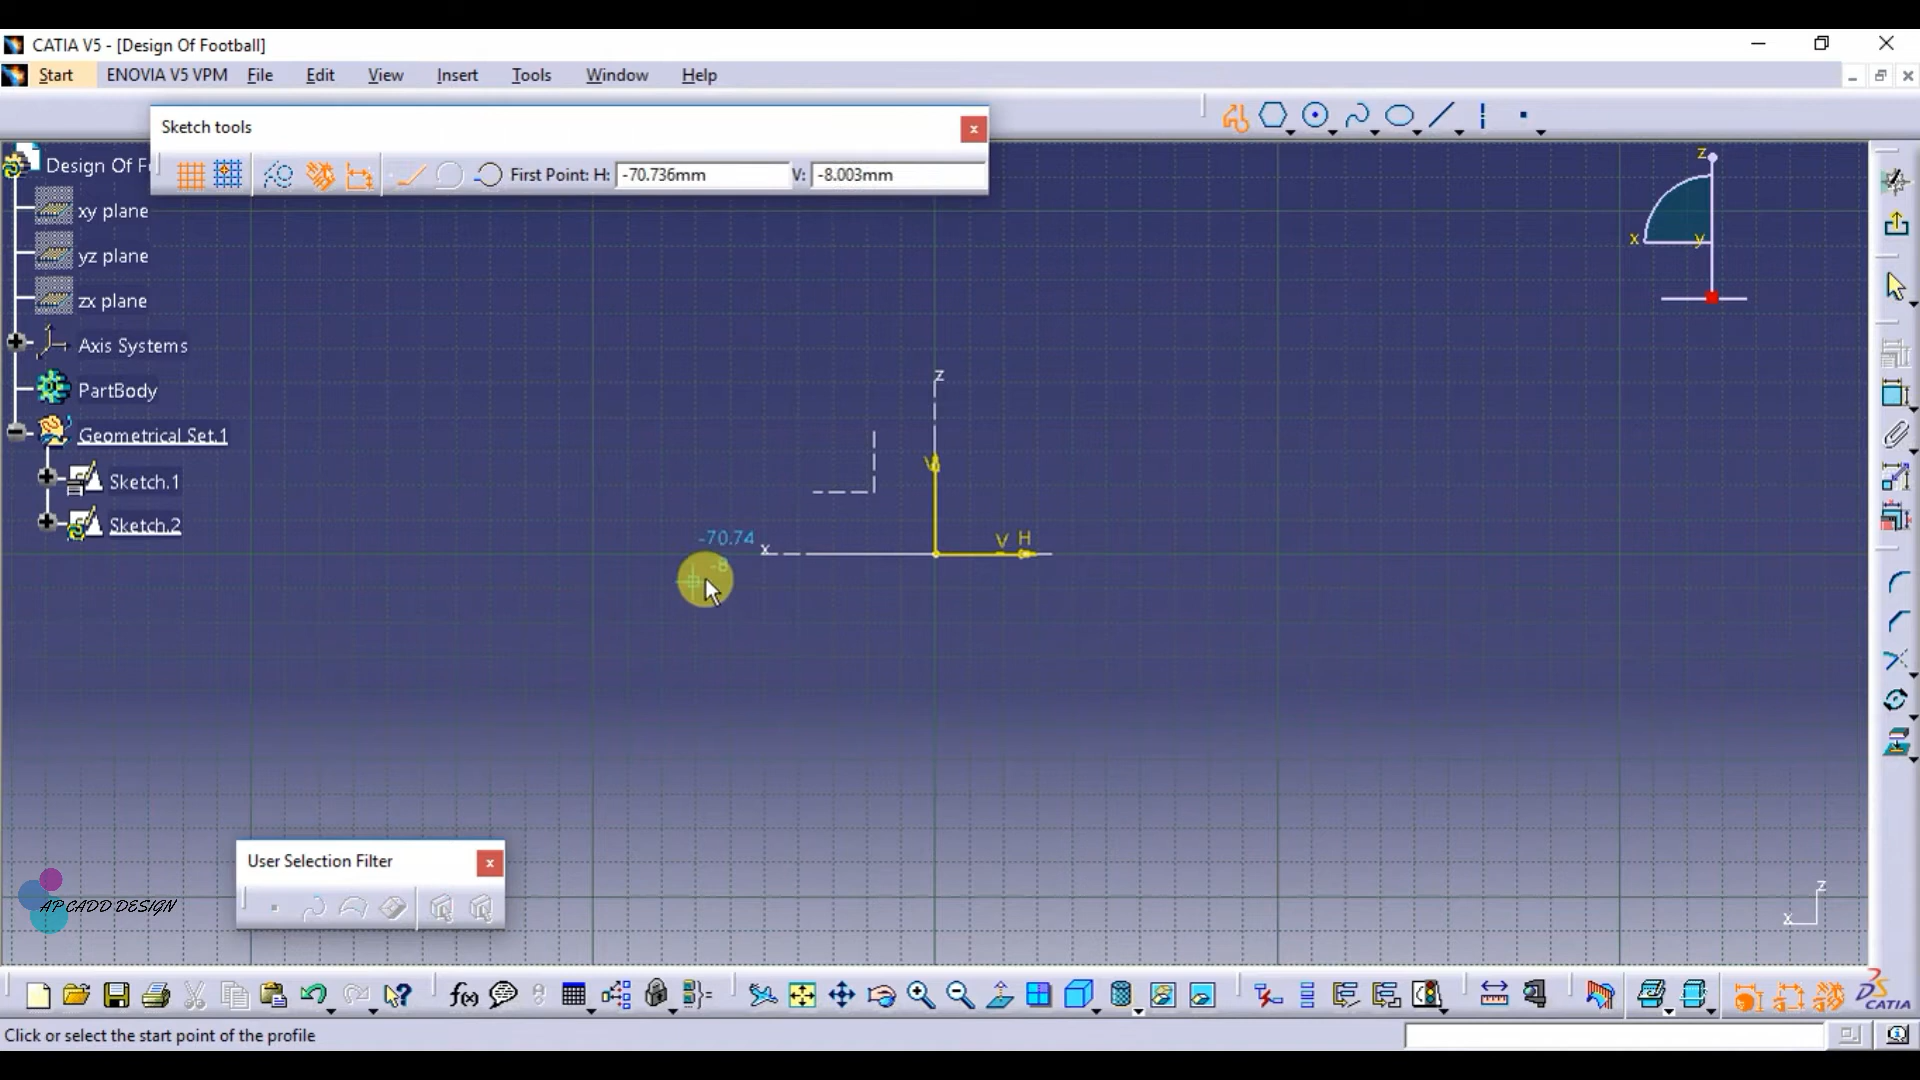 CATIA V5 - [Design Of Football]
Start ENOVIA V5 VPM File Edit View Insert Tools Window Help
Sketch tools
First Point: H: -70.736mm V: -8.003mm
Design Of F
xy plane
yz plane
zx plane
Axis Systems
PartBody
Geometrical Set.1
Sketch.1
Sketch.2
z
x y
z
V
V H
x
-70.74
-8
User Selection Filter
AP CADD DESIGN
z
x
f(x)
CATIA
Click or select the start point of the profile